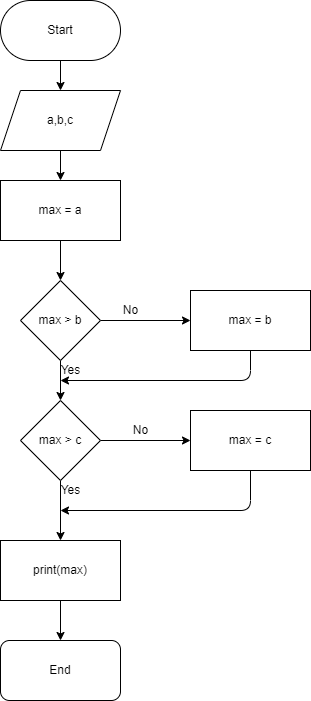 Start
a,b,c
max = a
max > b
No
max = b
Yes
max > c
No
max = c
Yes
print(max)
End